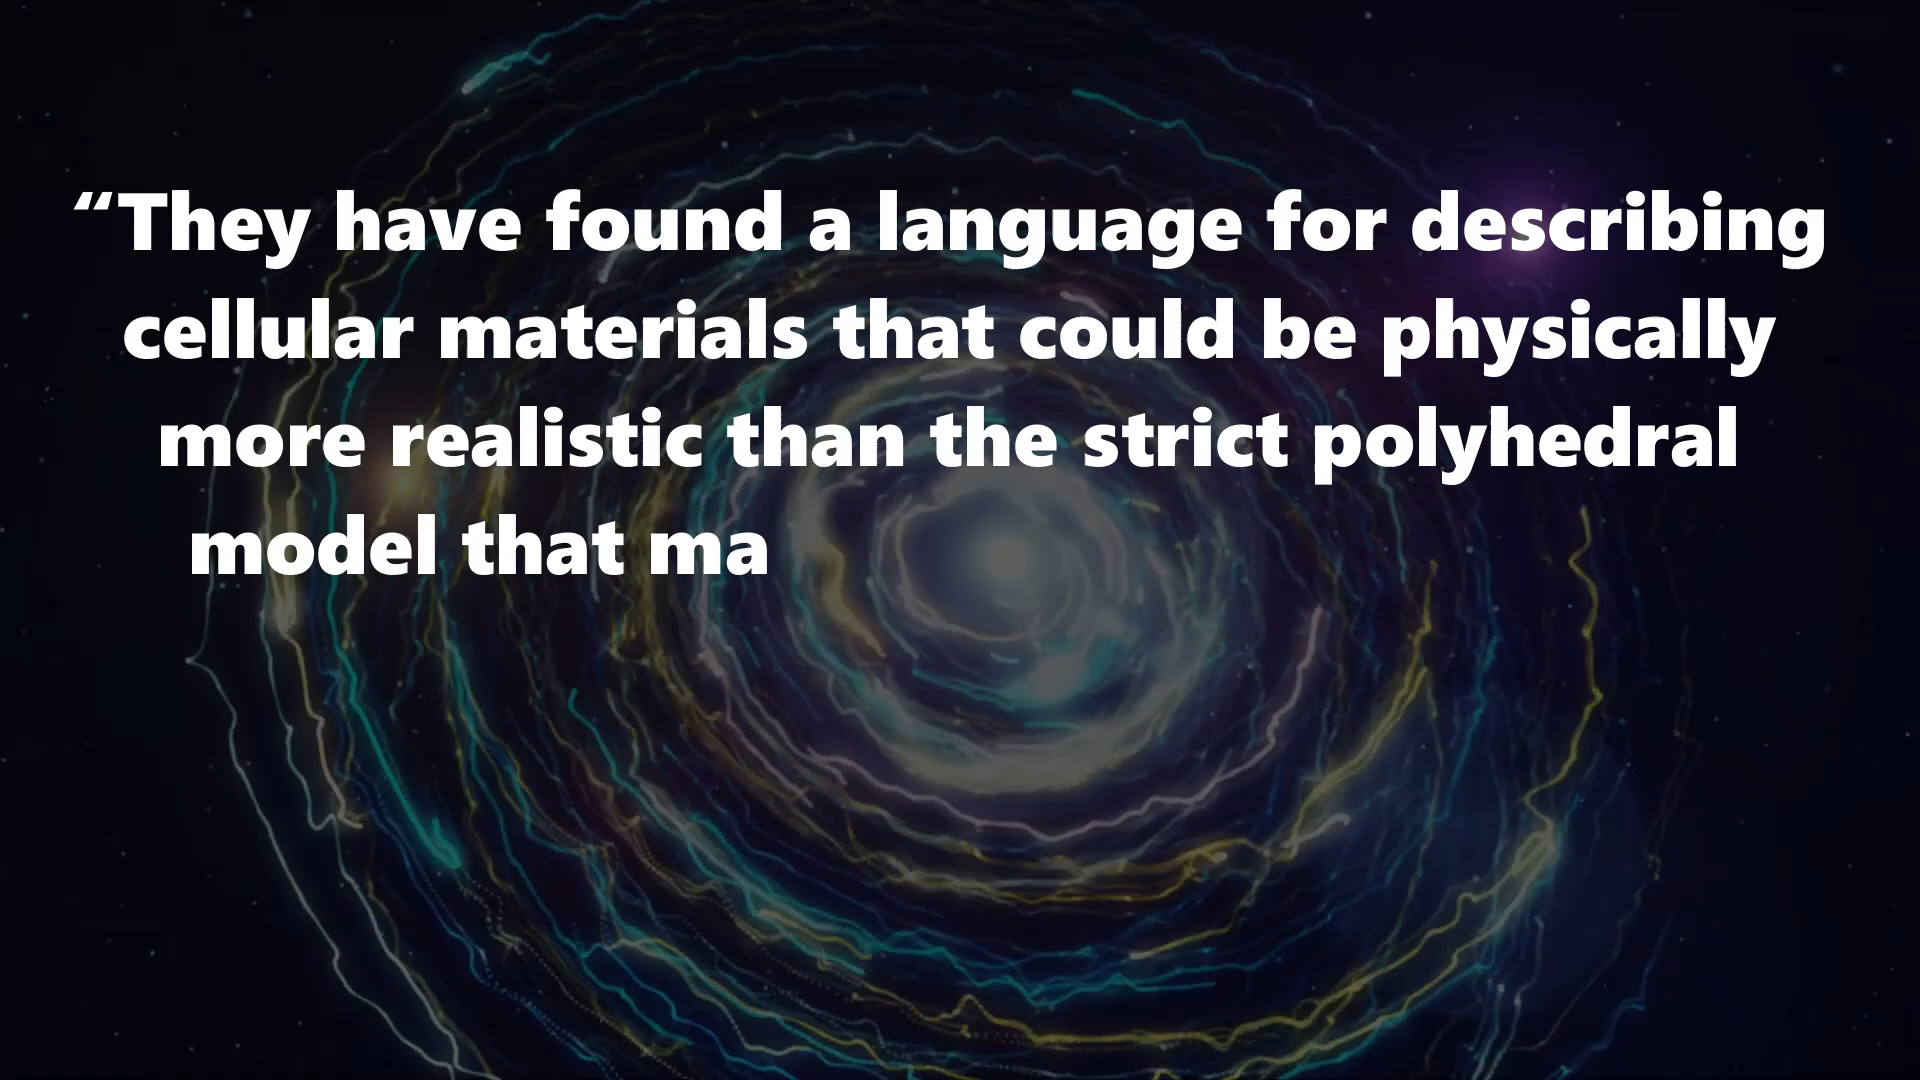 “They have found a language for describing
cellular materials that could be physically
more realistic than the strict polyhedral
model that ma